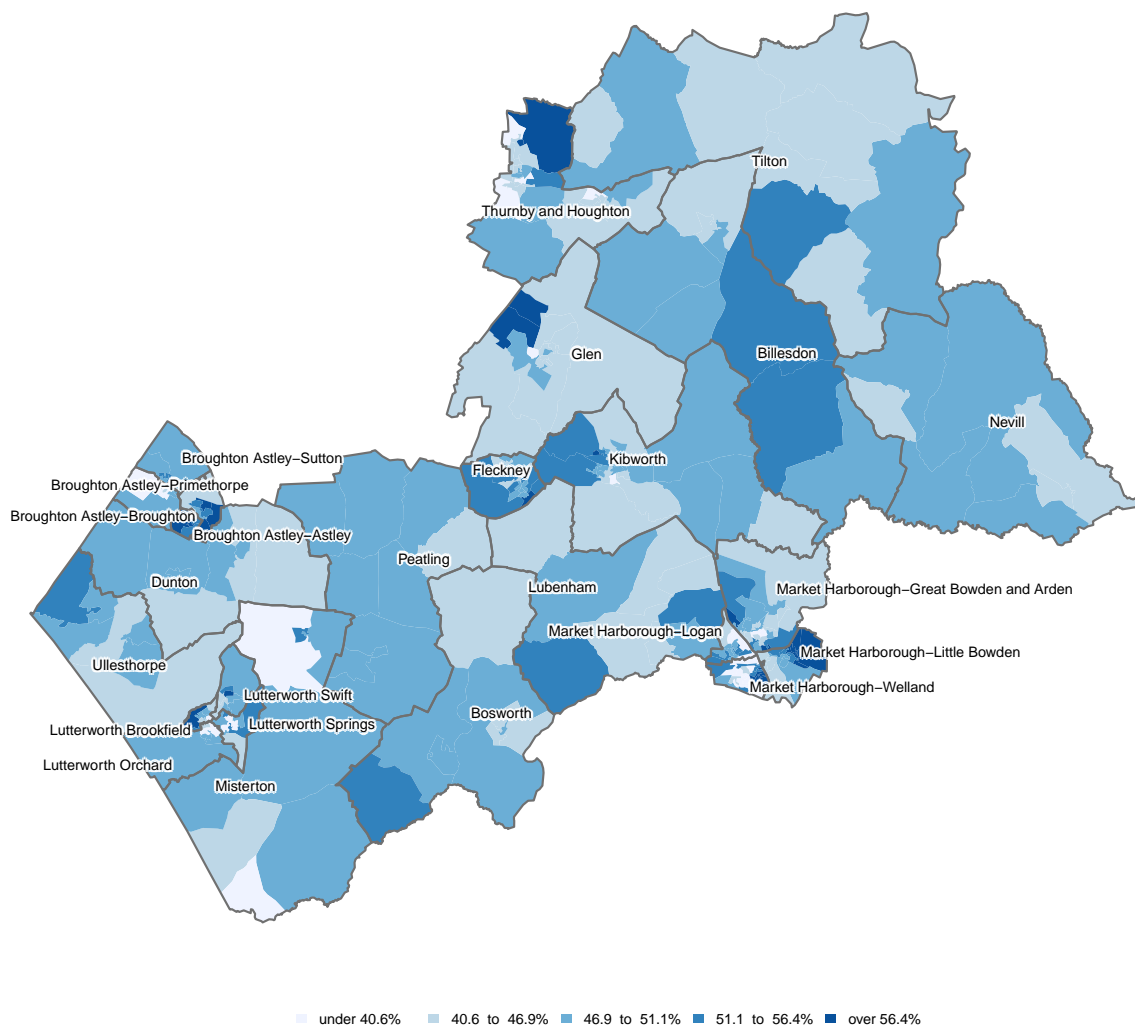 Tilton
Thurnby and Houghton
Glen
Billesdon
Nevill
Broughton Astley−Sutton
Fleckney
Kibworth
Broughton Astley−Primethorpe
Broughton Astley−Broughton
Broughton Astley−Astley
Peatling
Dunton
Lubenham
Market Harborough−Great Bowden and Arden
Market Harborough−Logan
Market Harborough−Little Bowden
Ullesthorpe
Market Harborough−Welland
Lutterworth Swift
Bosworth
Lutterworth Springs
Lutterworth Brookfield
Lutterworth Orchard
Misterton
under 40.6% 40.6 to 46.9% 46.9 to 51.1% 51.1 to 56.4% over 56.4%